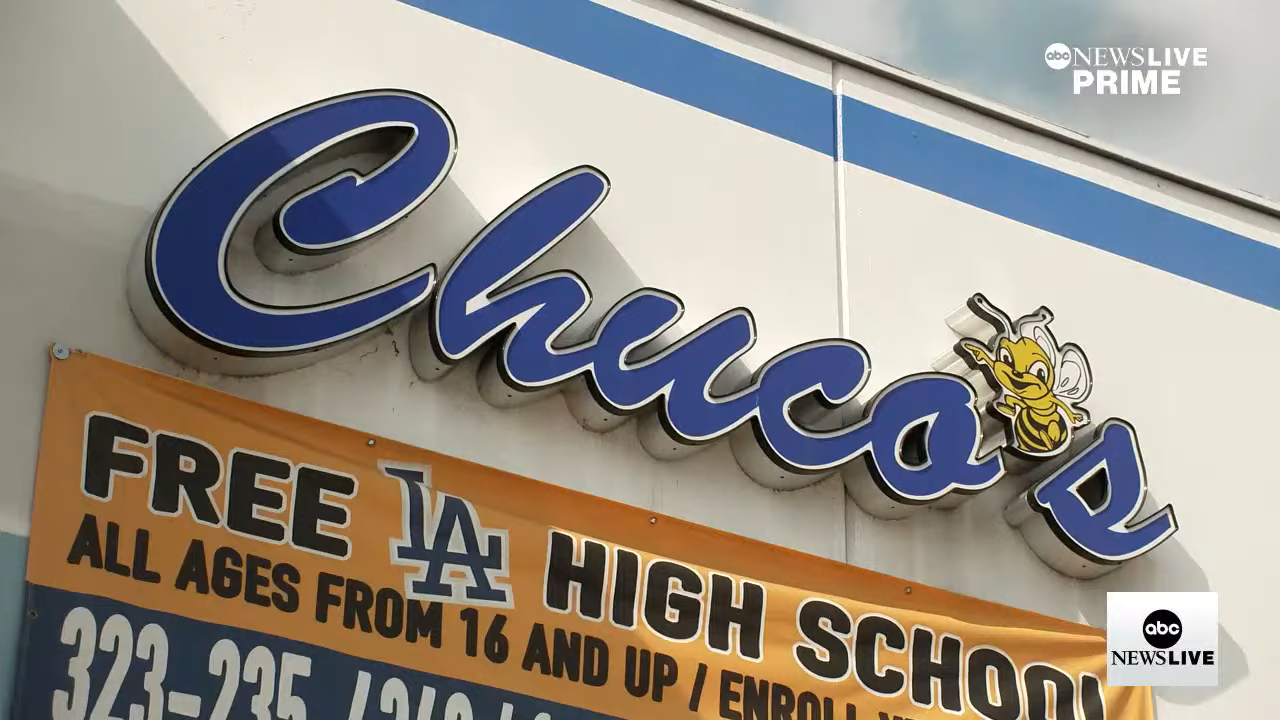 abc NEWS LIVE
PRIME
Chuco's
FREE LA HIGH SCHOOL
ALL AGES FROM 16 AND UP / ENROLL
323-235
abc
NEWS LIVE